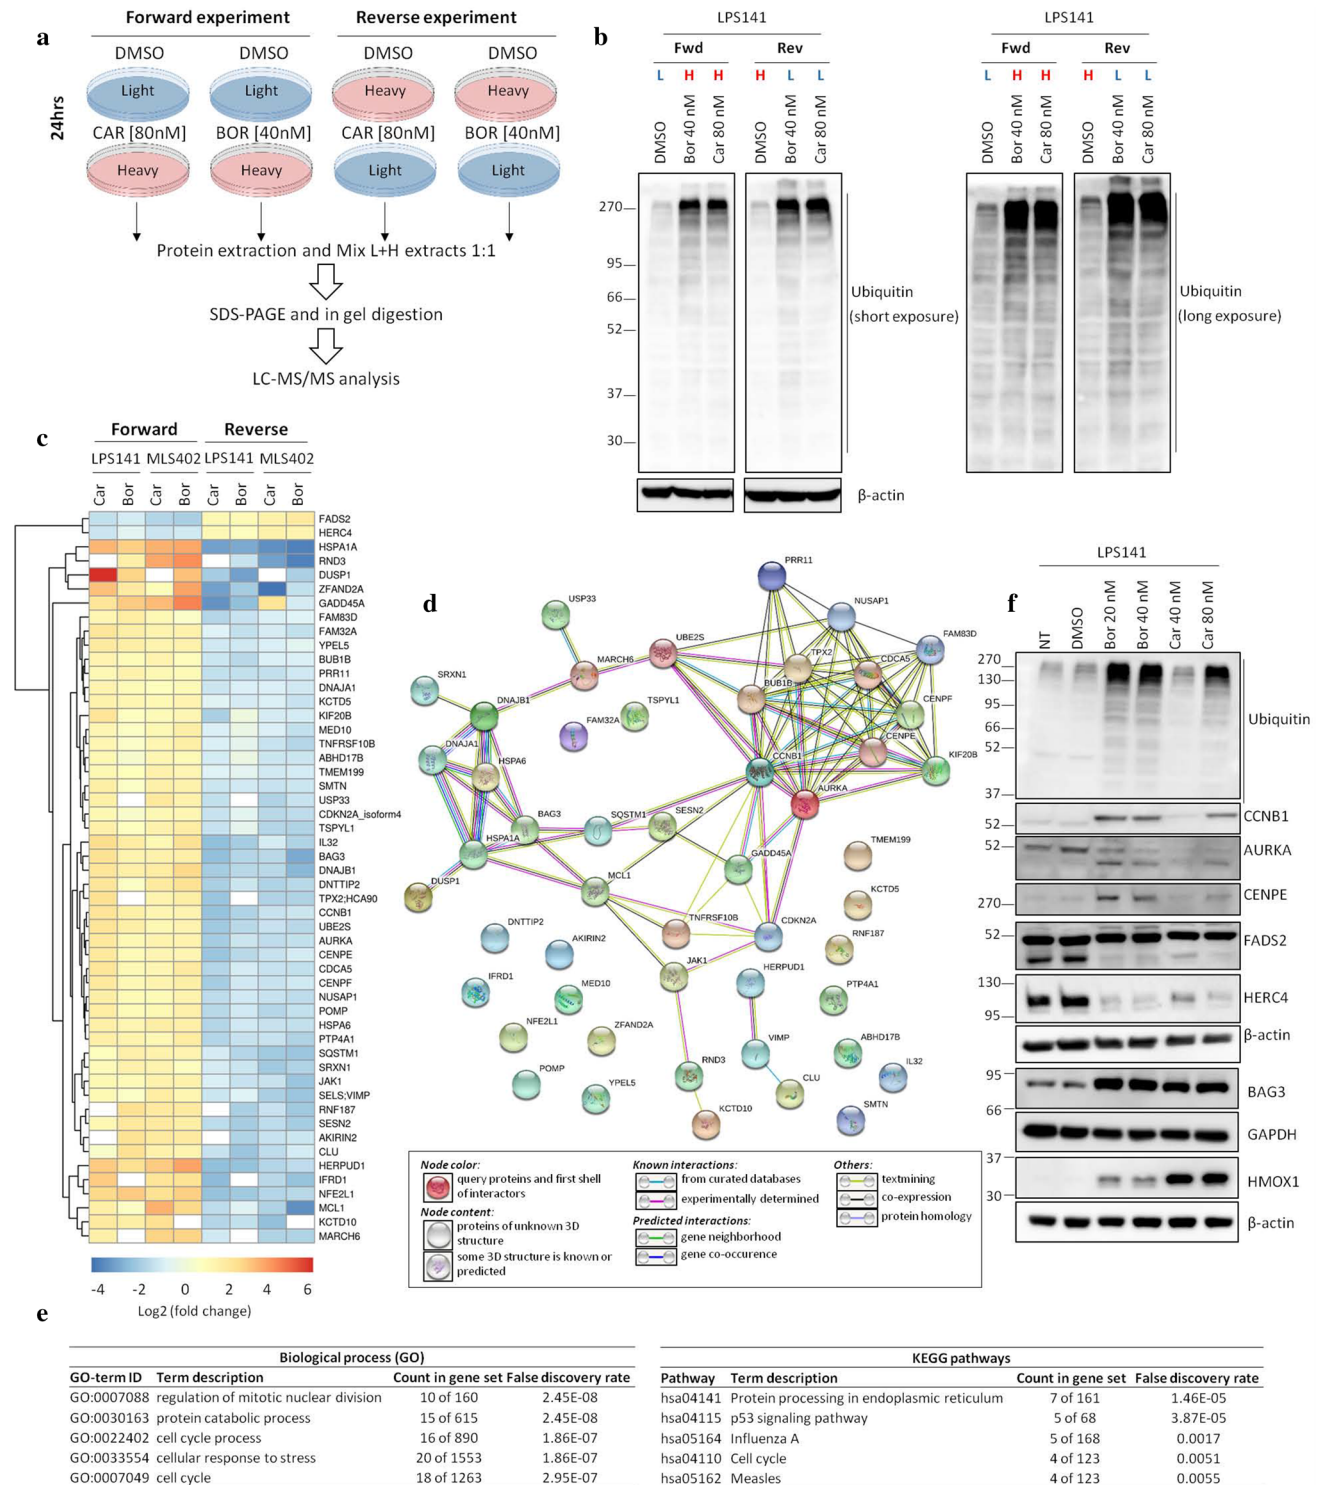 a
Forward experiment
Reverse experiment
24hrs
DMSO
DMSO
DMSO
DMSO
Light
Light
Heavy
Heavy
CAR [80nM]
BOR [40nM]
CAR [80nM]
BOR [40nM]
Heavy
Heavy
Light
Light
Protein extraction and Mix L+H extracts 1:1
SDS-PAGE and in gel digestion
LC-MS/MS analysis
b
LPS141
Fwd
Rev
L H H H L L
DMSO
Bor 40 nM
Car 80 nM
DMSO
Bor 40 nM
Car 80 nM
270
95
66
52
37
30
Ubiquitin
(short exposure)
β-actin
LPS141
Fwd
Rev
L H H H L L
DMSO
Bor 40 nM
Car 80 nM
DMSO
Bor 40 nM
Car 80 nM
Ubiquitin
(long exposure)
c
Forward
Reverse
LPS141 MLS402 LPS141 MLS402
Car Bor Car Bor Car Bor Car Bor
FADS2
HERC4
HSPA1A
RND3
DUSP1
ZFAND2A
GADD45A
FAM83D
FAM32A
YPEL5
BUB1B
PRR11
DNAJA1
KCTD5
KIF20B
MED10
TNFRSF10B
ABHD17B
TMEM199
SMTN
USP33
CDKN2A_isoform4
TSPYL1
IL32
BAG3
DNAJB1
DNTTIP2
TPX2;HCA90
CCNB1
UBE2S
AURKA
CENPE
CDCA5
CENPF
NUSAP1
POMP
HSPA6
PTP4A1
SQSTM1
SRXN1
JAK1
SELS;VIMP
RNF187
SESN2
AKIRIN2
CLU
HERPUD1
IFRD1
NFE2L1
MCL1
KCTD10
MARCH6
-4 -2 0 2 4 6
Log2 (fold change)
d
PRR11
USP33
NUSAP1
UBE2S
FAM83D
MARCH6
TPX2
CDCA5
SRXN1
BUB1B
CENPF
DNAJB1
TSPYL1
FAM32A
CENPE
DNAJA1
CCNB1
KIF20B
HSPA6
AURKA
BAG3
SQSTM1
SESN2
HSPA1A
TMEM199
GADD45A
DUSP1
MCL1
KCTD5
DNTTIP2
TNFRSF10B
CDKN2A
AKIRIN2
RNF187
JAK1
HERPUD1
IFRD1
MED10
PTP4A1
NFE2L1
ZFAND2A
VIMP
ABHD17B
RND3
IL32
POMP
YPEL5
CLU
KCTD10
SMTN
Node color:
query proteins and first shell
of interactors
Node content:
proteins of unknown 3D
structure
some 3D structure is known or
predicted
Known interactions:
from curated databases
experimentally determined
Predicted interactions:
gene neighborhood
gene co-occurence
Others:
textmining
co-expression
protein homology
f
LPS141
NT
DMSO
Bor 20 nM
Bor 40 nM
Car 40 nM
Car 80 nM
270
130
95
66
52
37
Ubiquitin
52
CCNB1
52
AURKA
270
CENPE
52
FADS2
130
95
HERC4
β-actin
95
66
BAG3
GAPDH
37
30
HMOX1
β-actin
e
Biological process (GO)
GO-term ID Term description Count in gene set False discovery rate
GO:0007088 regulation of mitotic nuclear division 10 of 160 2.45E-08
GO:0030163 protein catabolic process 15 of 615 2.45E-08
GO:0022402 cell cycle process 16 of 890 1.86E-07
GO:0033554 cellular response to stress 20 of 1553 1.86E-07
GO:0007049 cell cycle 18 of 1263 2.95E-07
KEGG pathways
Pathway Term description Count in gene set False discovery rate
hsa04141 Protein processing in endoplasmic reticulum 7 of 161 1.46E-05
hsa04115 p53 signaling pathway 5 of 68 3.87E-05
hsa05164 Influenza A 5 of 168 0.0017
hsa04110 Cell cycle 4 of 123 0.0051
hsa05162 Measles 4 of 123 0.0055